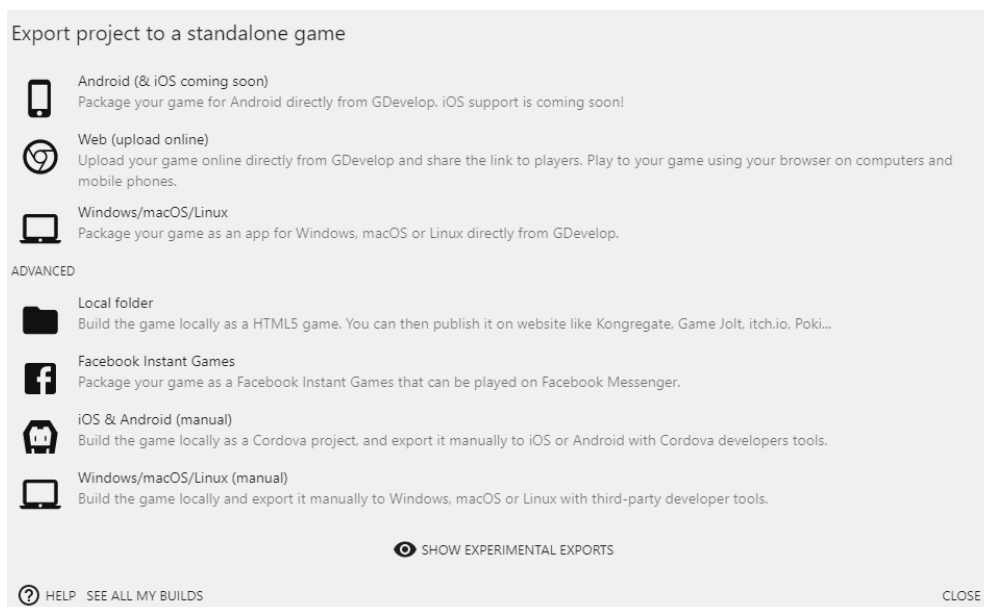 Export project to a standalone game
Android (& iOS coming soon)
Package your game for Android directly from GDevelop. iOS support is coming soon!
Web (upload online)
Upload your game online directly from GDevelop and share the link to players. Play to your game using your browser on computers and
mobile phones.
Windows/macOS/Linux
Package your game as an app for Windows, macOS or Linux directly from GDevelop.
ADVANCED
Local folder
Build the game locally as a HTML5 game. You can then publish it on website like Kongregate, Game Jolt, itch.io, Poki...
Facebook Instant Games
Package your game as a Facebook Instant Games that can be played on Facebook Messenger.
iOS & Android (manual)
Build the game locally as a Cordova project, and export it manually to iOS or Android with Cordova developers tools.
Windows/macOS/Linux (manual)
Build the game locally and export it manually to Windows, macOS or Linux with third-party developer tools.
SHOW EXPERIMENTAL EXPORTS
HELP SEE ALL MY BUILDS CLOSE